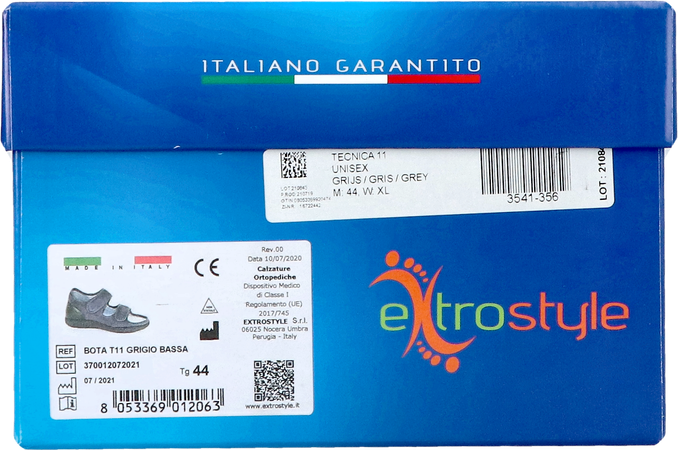 ITALIANO GARANTITO
TECNICA 11
UNISEX
GRIJS / GRIS / GREY
M: 44, W: XL
3541-356
MADE IN ITALY
CE
Rev.00
Data 10/07/2020
Calzature
Ortopediche
Dispositivo Medico
di Classe I
Regolamento (UE)
2017/745
EXTROSTYLE S.r.l.
06025 Nocera Umbra
Perugia - Italy
REF BOTA T11 GRIGIO BASSA
LOT 370012072021
07 / 2021
Tg 44
8 053369 012063
www.extrostyle.it
extrostyle